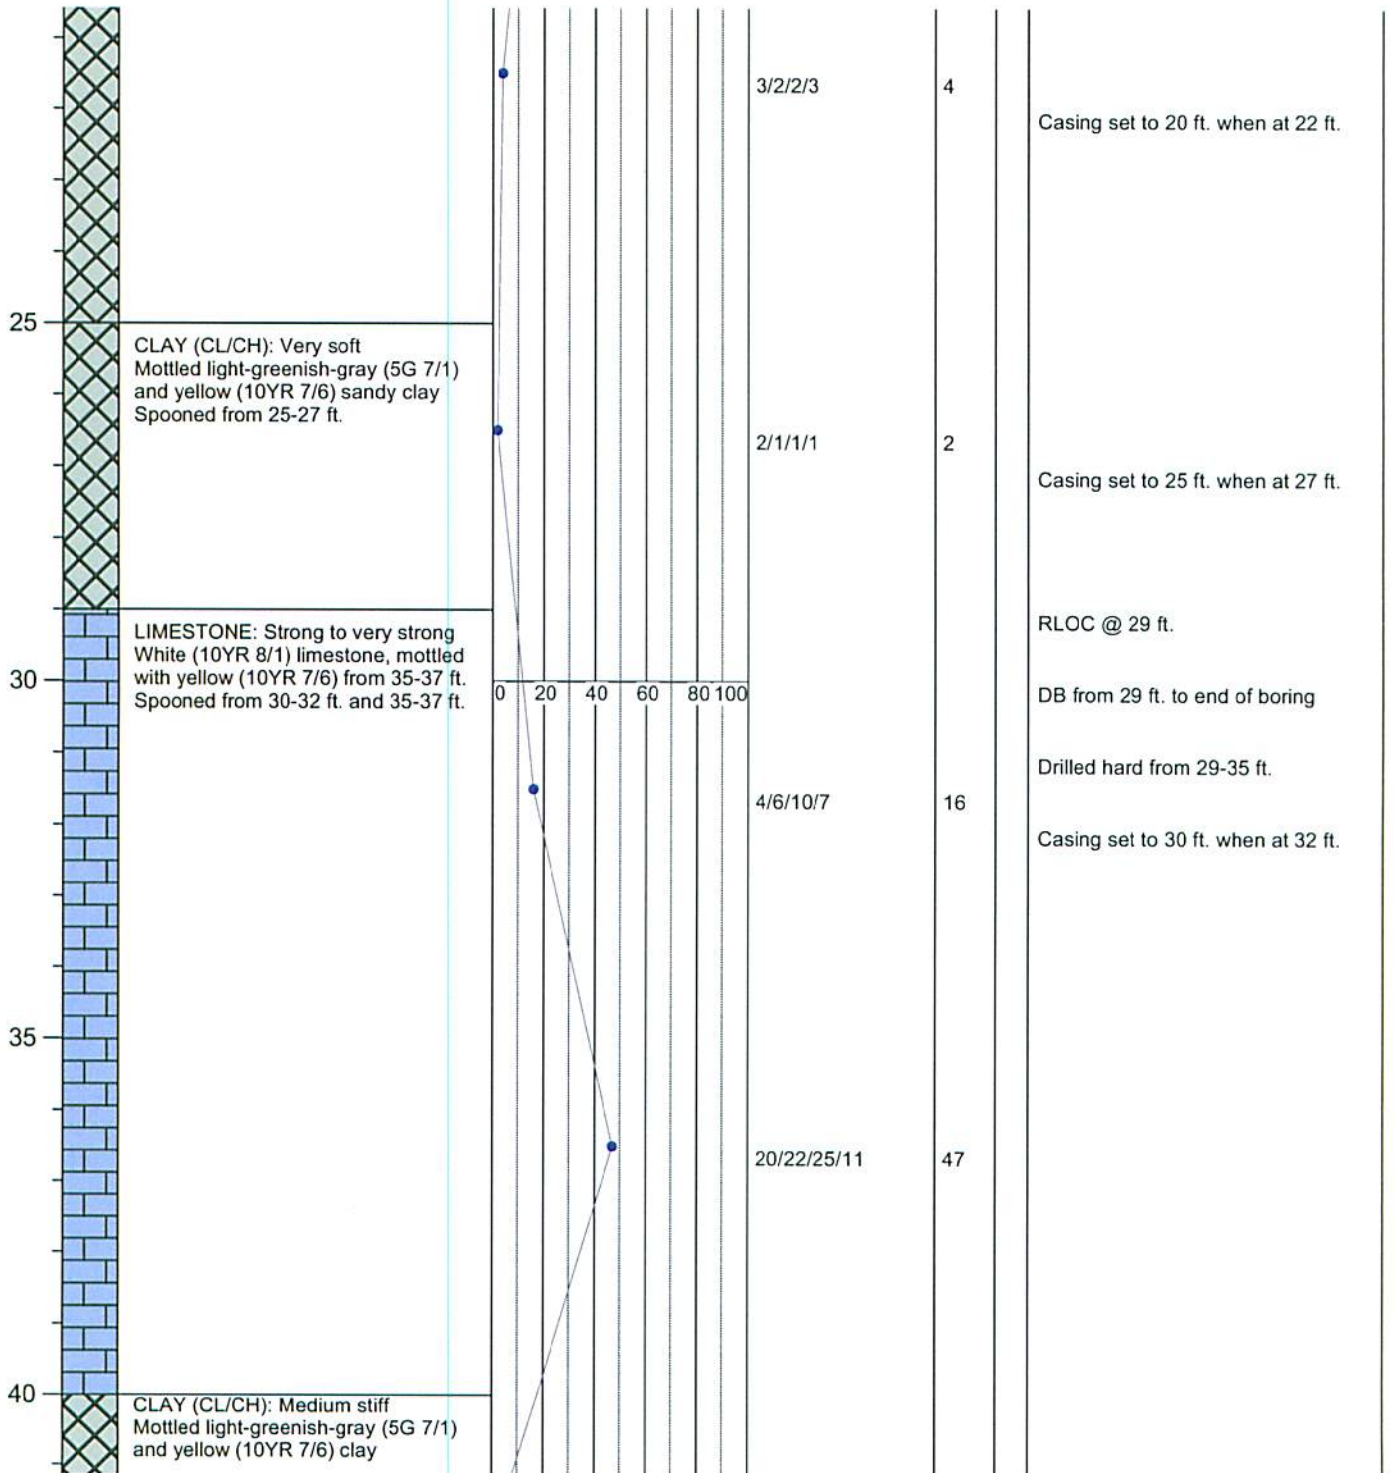 3/2/2/3
4
Casing set to 20 ft. when at 22 ft.
25
CLAY (CL/CH): Very soft
Mottled light-greenish-gray (5G 7/1)
and yellow (10YR 7/6) sandy clay
Spooned from 25-27 ft.
2/1/1/1
2
Casing set to 25 ft. when at 27 ft.
LIMESTONE: Strong to very strong
White (10YR 8/1) limestone, mottled
with yellow (10YR 7/6) from 35-37 ft.
Spooned from 30-32 ft. and 35-37 ft.
RLOC @ 29 ft.
30
0 20 40 60 80 100
DB from 29 ft. to end of boring
Drilled hard from 29-35 ft.
4/6/10/7
16
Casing set to 30 ft. when at 32 ft.
35
20/22/25/11
47
40
CLAY (CL/CH): Medium stiff
Mottled light-greenish-gray (5G 7/1)
and yellow (10YR 7/6) clay